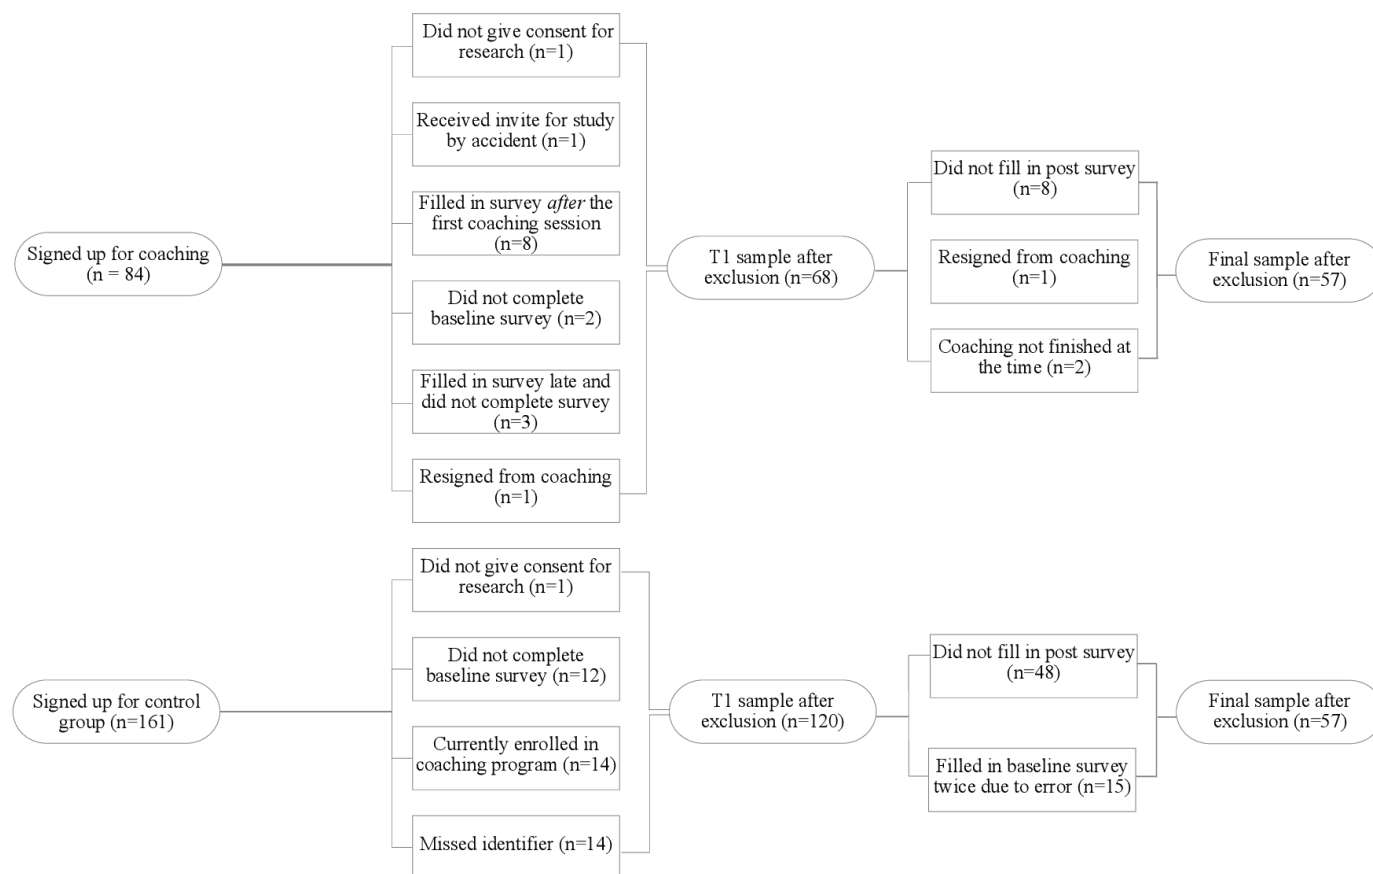 Signed up for coaching
(n = 84)
Did not give consent for
research (n=1)
Received invite for study
by accident (n=1)
Filled in survey after the
first coaching session
(n=8)
Did not complete
baseline survey (n=2)
Filled in survey late and
did not complete survey
(n=3)
Resigned from coaching
(n=1)
T1 sample after
exclusion (n=68)
Did not fill in post survey
(n=8)
Resigned from coaching
(n=1)
Coaching not finished at
the time (n=2)
Final sample after
exclusion (n=57)
Signed up for control
group (n=161)
Did not give consent for
research (n=1)
Did not complete
baseline survey (n=12)
Currently enrolled in
coaching program (n=14)
Missed identifier (n=14)
T1 sample after
exclusion (n=120)
Did not fill in post survey
(n=48)
Filled in baseline survey
twice due to error (n=15)
Final sample after
exclusion (n=57)